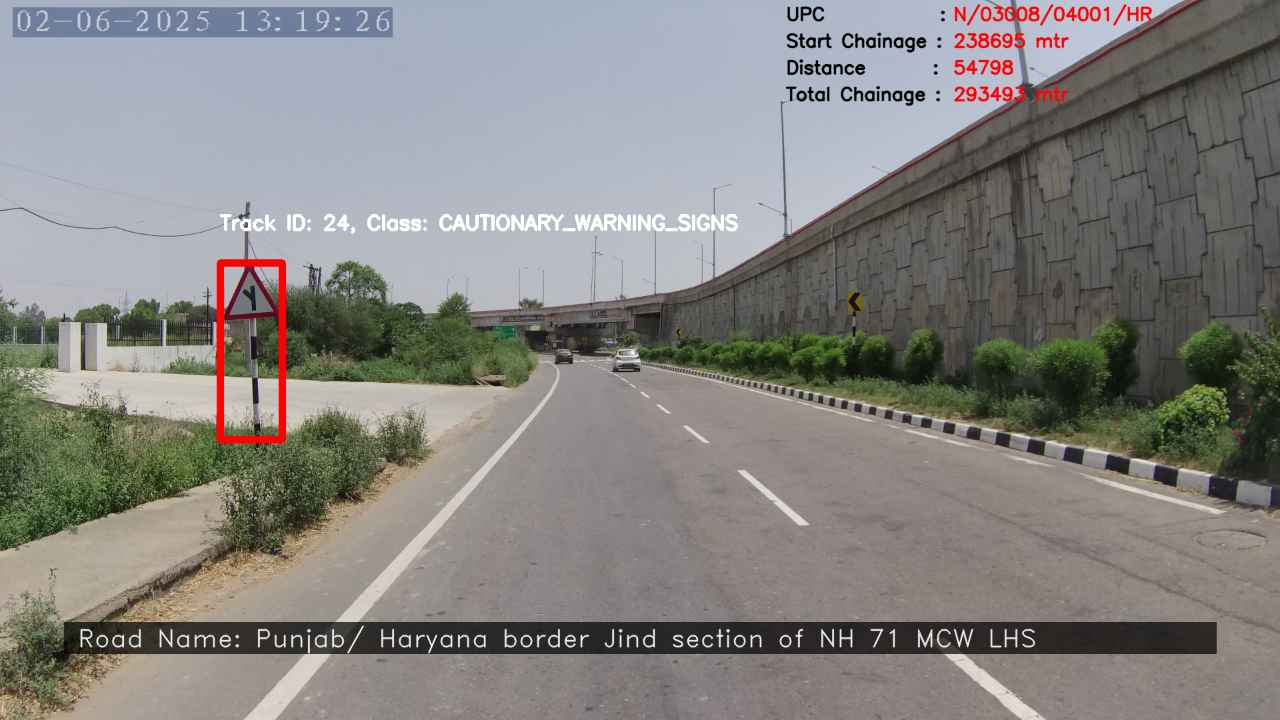 02-06-2025 13:19:26
UPC : N/03008/04001/HR
Start Chainage : 238695 mtr
Distance : 54798
Total Chainage : 293493 mtr
Track ID: 24, Class: CAUTIONARY_WARNING_SIGNS
Road Name: Punjab/ Haryana border Jind section of NH 71 MCW LHS